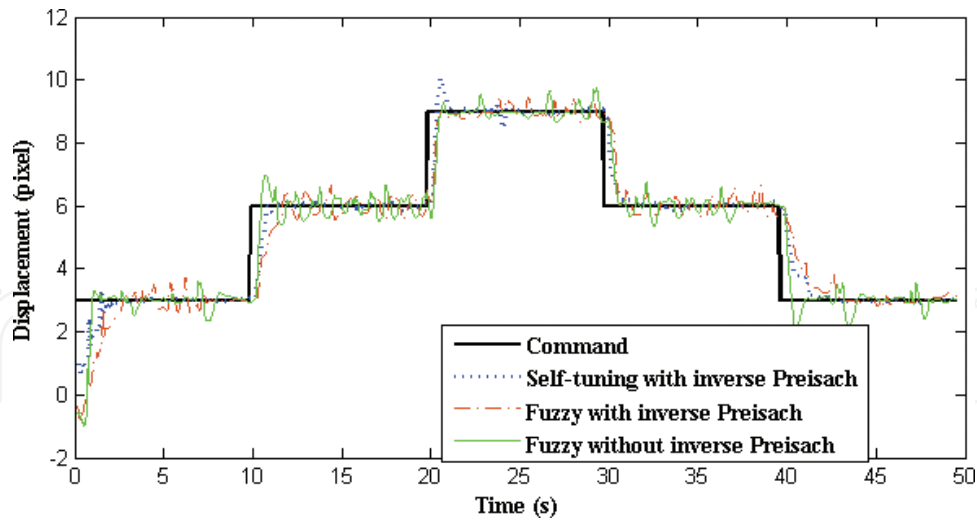 12
10
8
6
4
2
0
-2
Displacement (pixel)
Command
Self-tuning with inverse Preisach
Fuzzy with inverse Preisach
Fuzzy without inverse Preisach
0 5 10 15 20 25 30 35 40 45 50
Time (s)